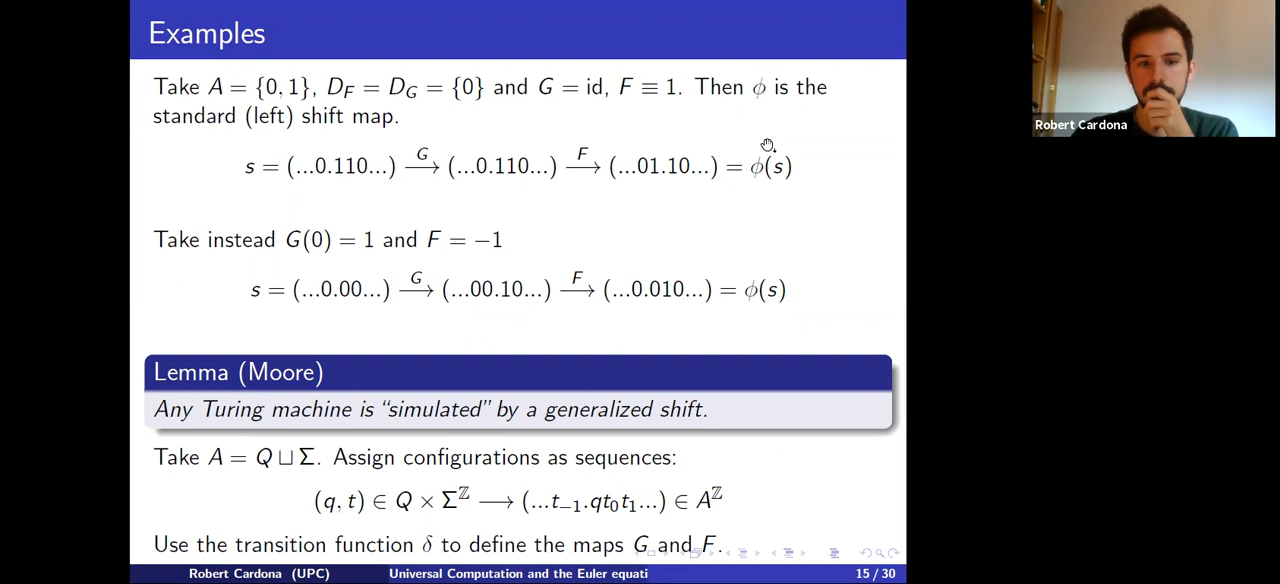 Examples
Take A = {0, 1}, D_F = D_G = {0} and G = id, F ≡ 1. Then ϕ is the
standard (left) shift map.
s = (...0.110...) —G→ (...0.110...) —F→ (...01.10...) = ϕ(s)
Take instead G(0) = 1 and F = −1
s = (...0.00...) —G→ (...00.10...) —F→ (...0.010...) = ϕ(s)
Lemma (Moore)
Any Turing machine is “simulated” by a generalized shift.
Take A = Q ⊔ Σ. Assign configurations as sequences:
(q, t) ∈ Q × Σ^ℤ ⟶ (...t_{−1}.qt_0t_1...) ∈ A^ℤ
Use the transition function δ to define the maps G and F.
Robert Cardona (UPC) Universal Computation and the Euler equati 15 / 30
Robert Cardona